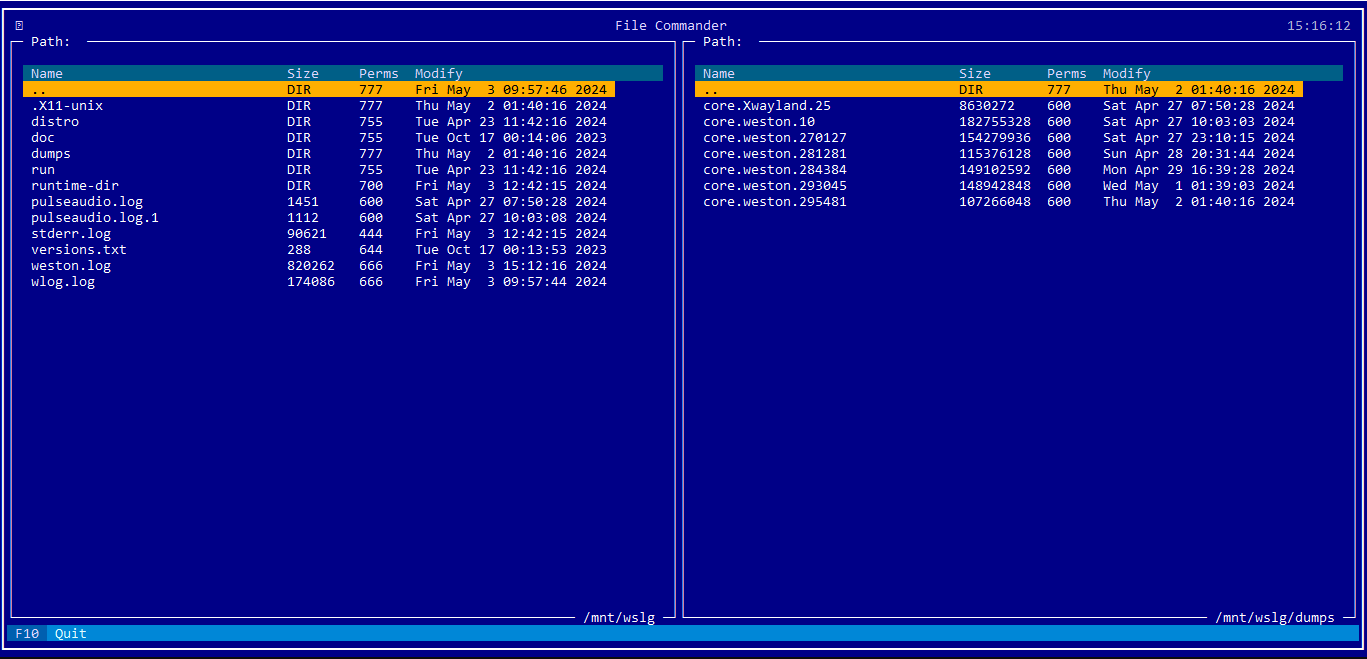 File Commander 15:16:12
Path:
Name Size Perms Modify
.. DIR 777 Fri May  3 09:57:46 2024
.X11-unix DIR 777 Thu May  2 01:40:16 2024
distro DIR 755 Tue Apr 23 11:42:16 2024
doc DIR 755 Tue Oct 17 00:14:06 2023
dumps DIR 777 Thu May  2 01:40:16 2024
run DIR 755 Tue Apr 23 11:42:16 2024
runtime-dir DIR 700 Fri May  3 12:42:15 2024
pulseaudio.log 1451 600 Sat Apr 27 07:50:28 2024
pulseaudio.log.1 1112 600 Sat Apr 27 10:03:08 2024
stderr.log 90621 444 Fri May  3 12:42:15 2024
versions.txt 288 644 Tue Oct 17 00:13:53 2023
weston.log 820262 666 Fri May  3 15:12:16 2024
wlog.log 174086 666 Fri May  3 09:57:44 2024
/mnt/wslg
Path:
Name Size Perms Modify
.. DIR 777 Thu May  2 01:40:16 2024
core.Xwayland.25 8630272 600 Sat Apr 27 07:50:28 2024
core.weston.10 182755328 600 Sat Apr 27 10:03:03 2024
core.weston.270127 154279936 600 Sat Apr 27 23:10:15 2024
core.weston.281281 115376128 600 Sun Apr 28 20:31:44 2024
core.weston.284384 149102592 600 Mon Apr 29 16:39:28 2024
core.weston.293045 148942848 600 Wed May  1 01:39:03 2024
core.weston.295481 107266048 600 Thu May  2 01:40:16 2024
/mnt/wslg/dumps
F10 Quit